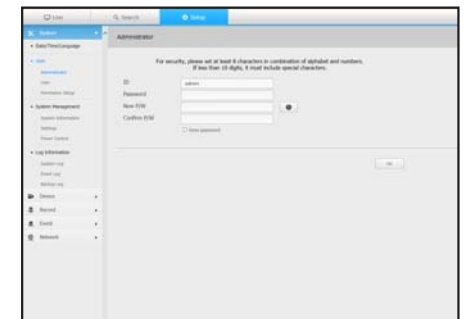 Live
Search
Setup
System
• Date/Time/Language
• User
Administrator
User
Permission Setup
• System Management
System Information
Settings
Power Control
• Log Information
System Log
Event Log
Backup Log
Device
Record
Event
Network
Administrator
For security, please set at least 8 characters in combination of alphabet and numbers.
If less than 10 digits, it must include special characters.
ID
admin
Password
New P/W
Confirm P/W
View password
OK